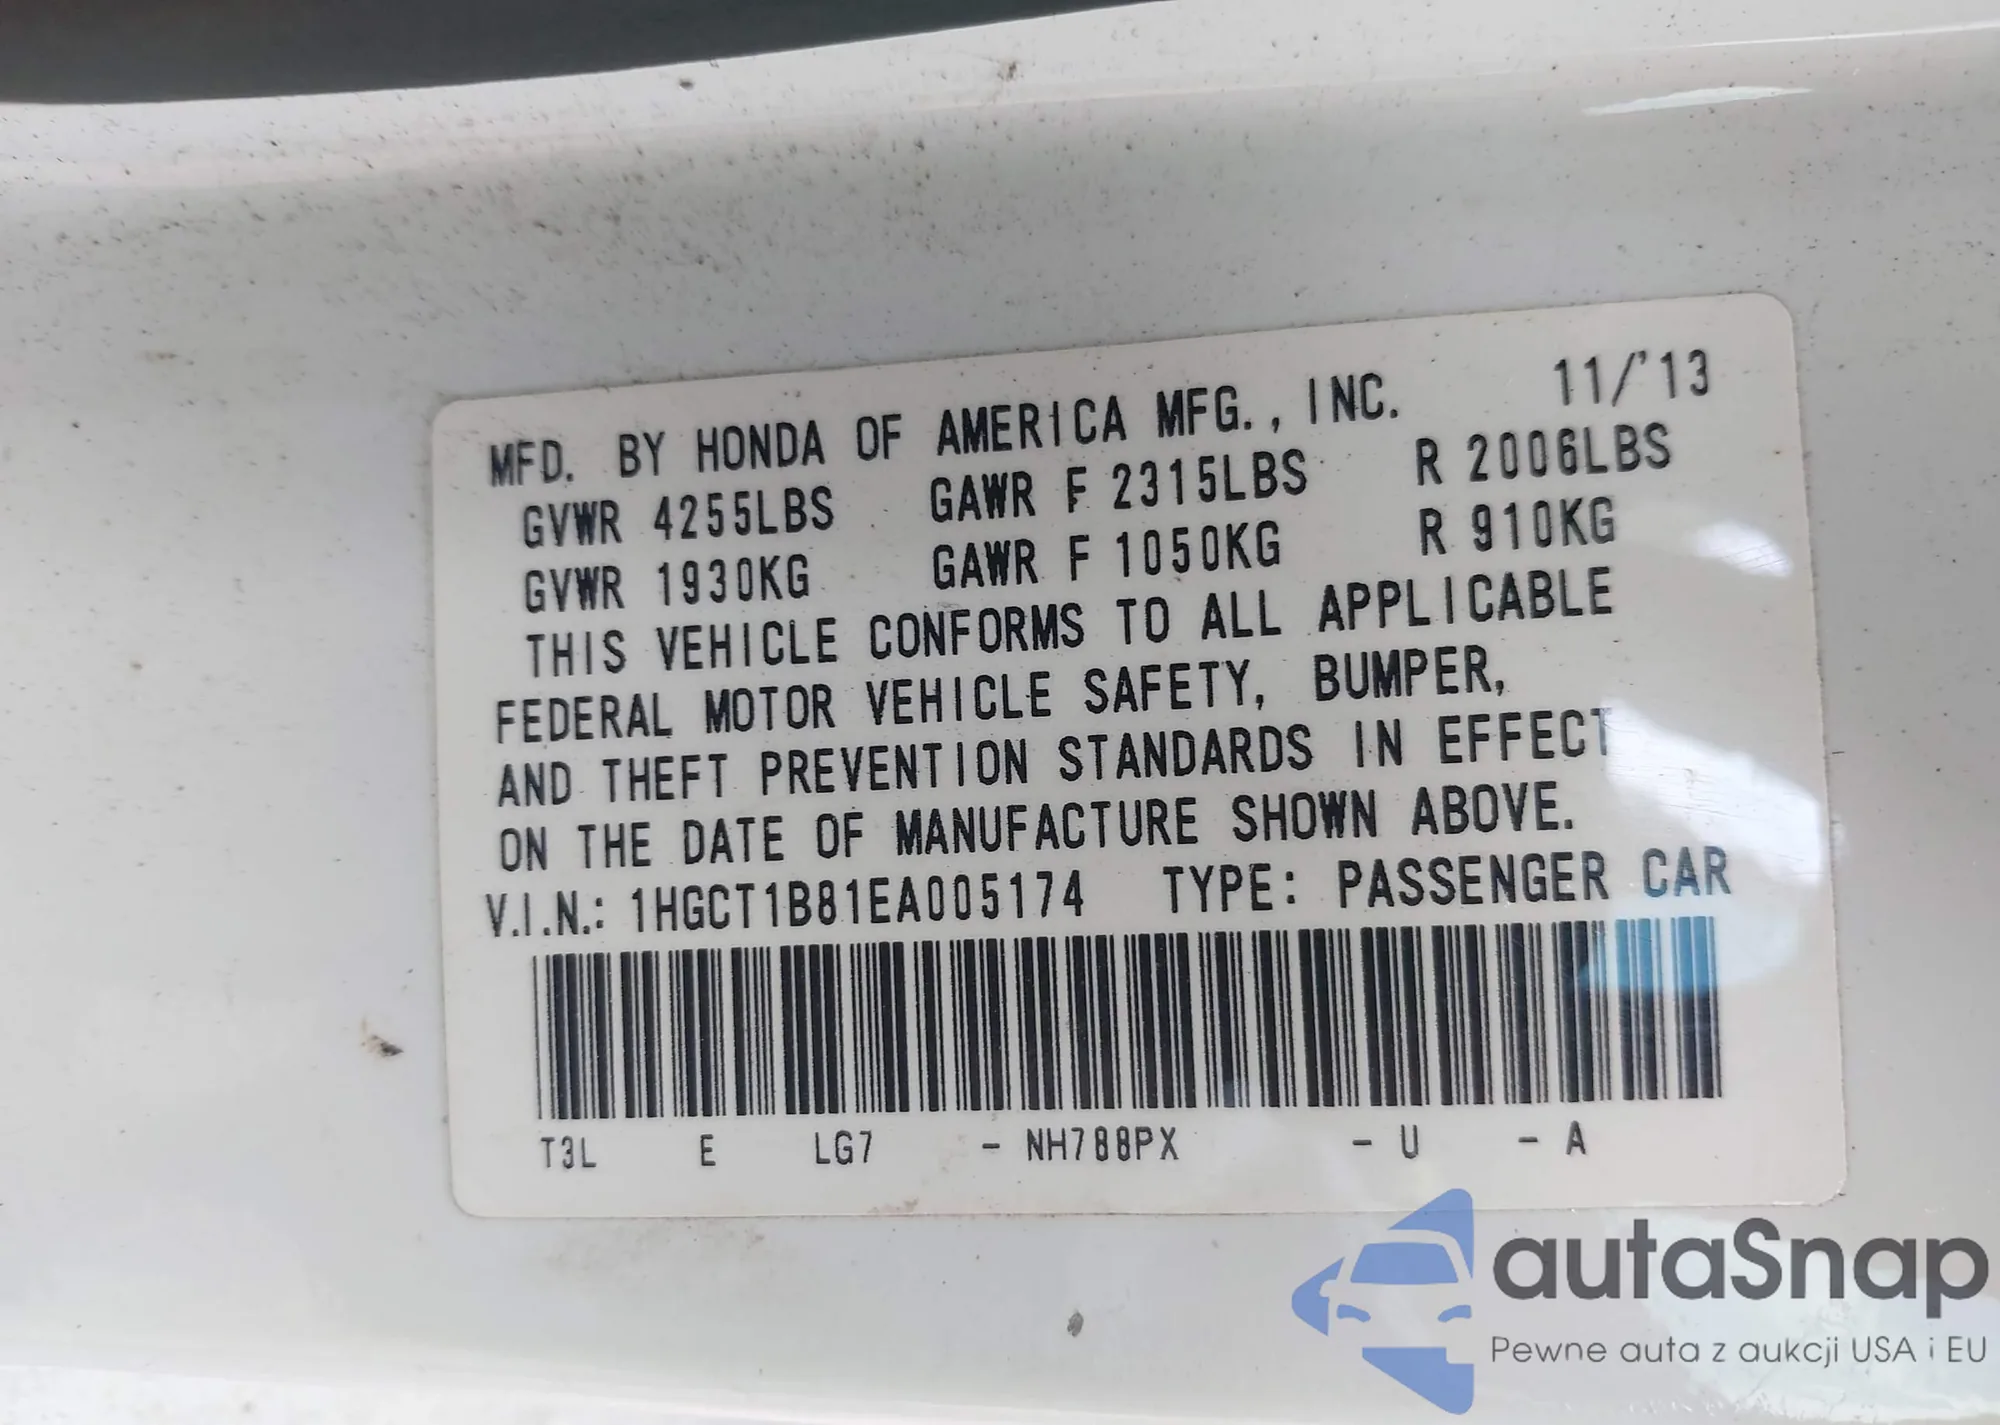 MFD. BY HONDA OF AMERICA MFG., INC. 11/'13
GVWR 4255LBS GAWR F 2315LBS R 2006LBS
GVWR 1930KG GAWR F 1050KG R 910KG
THIS VEHICLE CONFORMS TO ALL APPLICABLE
FEDERAL MOTOR VEHICLE SAFETY, BUMPER,
AND THEFT PREVENTION STANDARDS IN EFFECT
ON THE DATE OF MANUFACTURE SHOWN ABOVE.
V.I.N.: 1HGCT1B81EA005174 TYPE: PASSENGER CAR
T3L E LG7 - NH788PX - U - A
autaSnap
Pewne auta z aukcji USA i EU